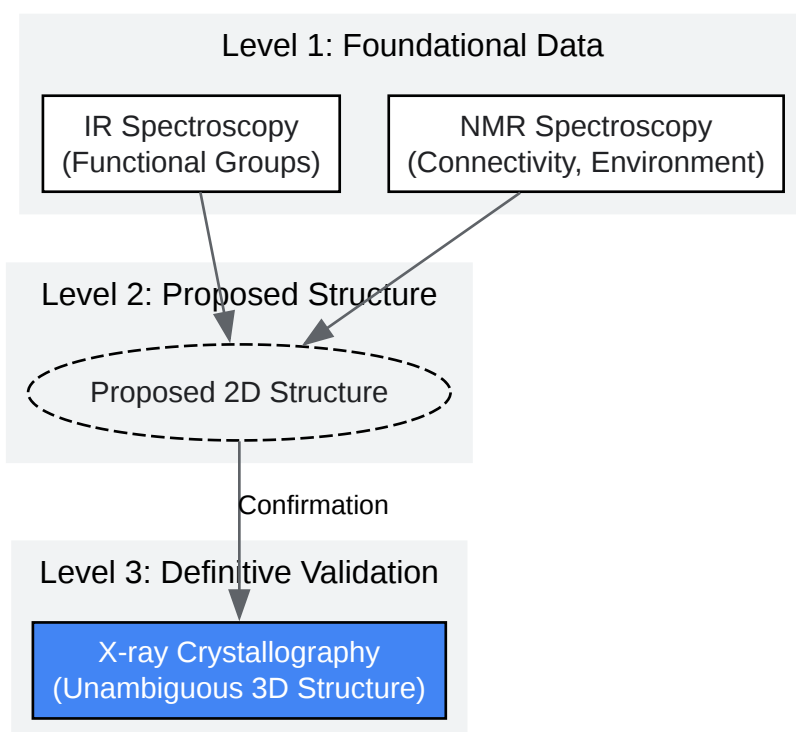 Level 1: Foundational Data
IR Spectroscopy
(Functional Groups)
NMR Spectroscopy
(Connectivity, Environment)
Level 2: Proposed Structure
Proposed 2D Structure
Confirmation
Level 3: Definitive Validation
X-ray Crystallography
(Unambiguous 3D Structure)